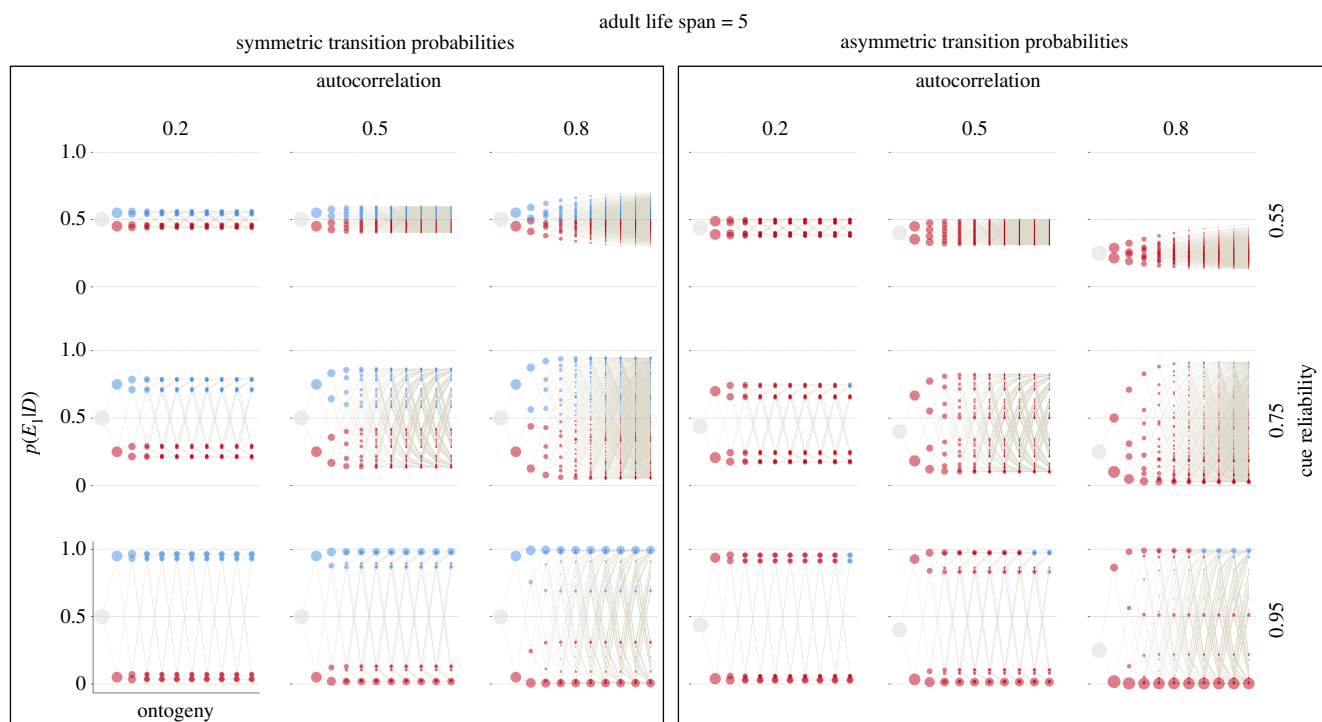 adult life span = 5
symmetric transition probabilities
asymmetric transition probabilities
autocorrelation
autocorrelation
0.2 0.5 0.8
0.2 0.5 0.8
1.0
0.5
0
0.55
1.0
0.5
0
0.75
p(E₁|D)
cue reliability
1.0
0.5
0
0.95
ontogeny